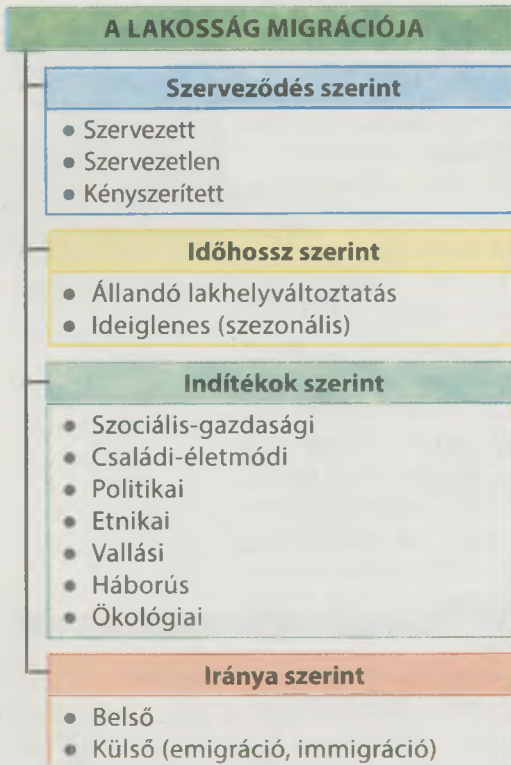 A LAKOSSÁG MIGRÁCIÓJA
Szerveződés szerint
• Szervezett
• Szervezetlen
• Kényszerített
Időhossz szerint
• Állandó lakhelyváltoztatás
• Ideiglenes (szezonális)
Indítékok szerint
• Szociális-gazdasági
• Családi-életmódi
• Politikai
• Etnikai
• Vallási
• Háborús
• Ökológiai
Iránya szerint
• Belső
• Külső (emigráció, immigráció)